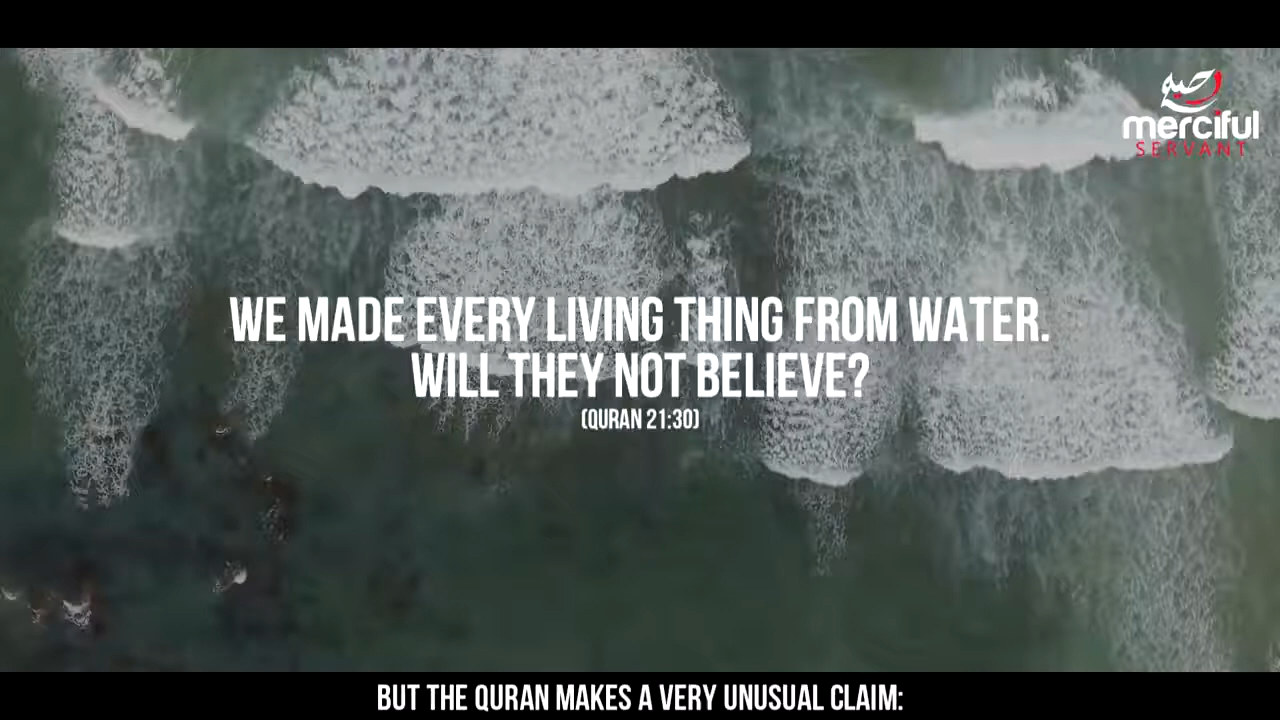 merciful
SERVANT
WE MADE EVERY LIVING THING FROM WATER.
WILL THEY NOT BELIEVE?
(QURAN 21:30)
BUT THE QURAN MAKES A VERY UNUSUAL CLAIM: